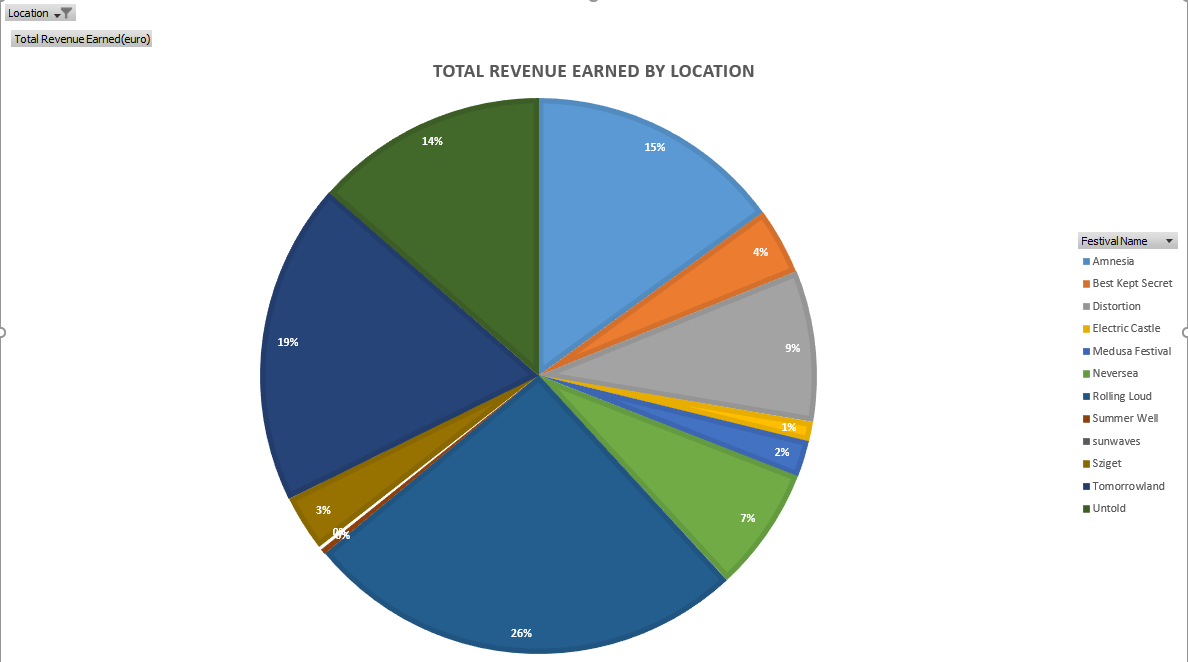 Location
Total Revenue Earned(euro)
TOTAL REVENUE EARNED BY LOCATION
14%
15%
4%
Festival Name
Amnesia
Best Kept Secret
Distortion
Electric Castle
19%
9%
Medusa Festival
Neversea
Rolling Loud
Summer Well
1%
sunwaves
2%
Sziget
Tomorrowland
3%
Untold
7%
0%
0%
26%